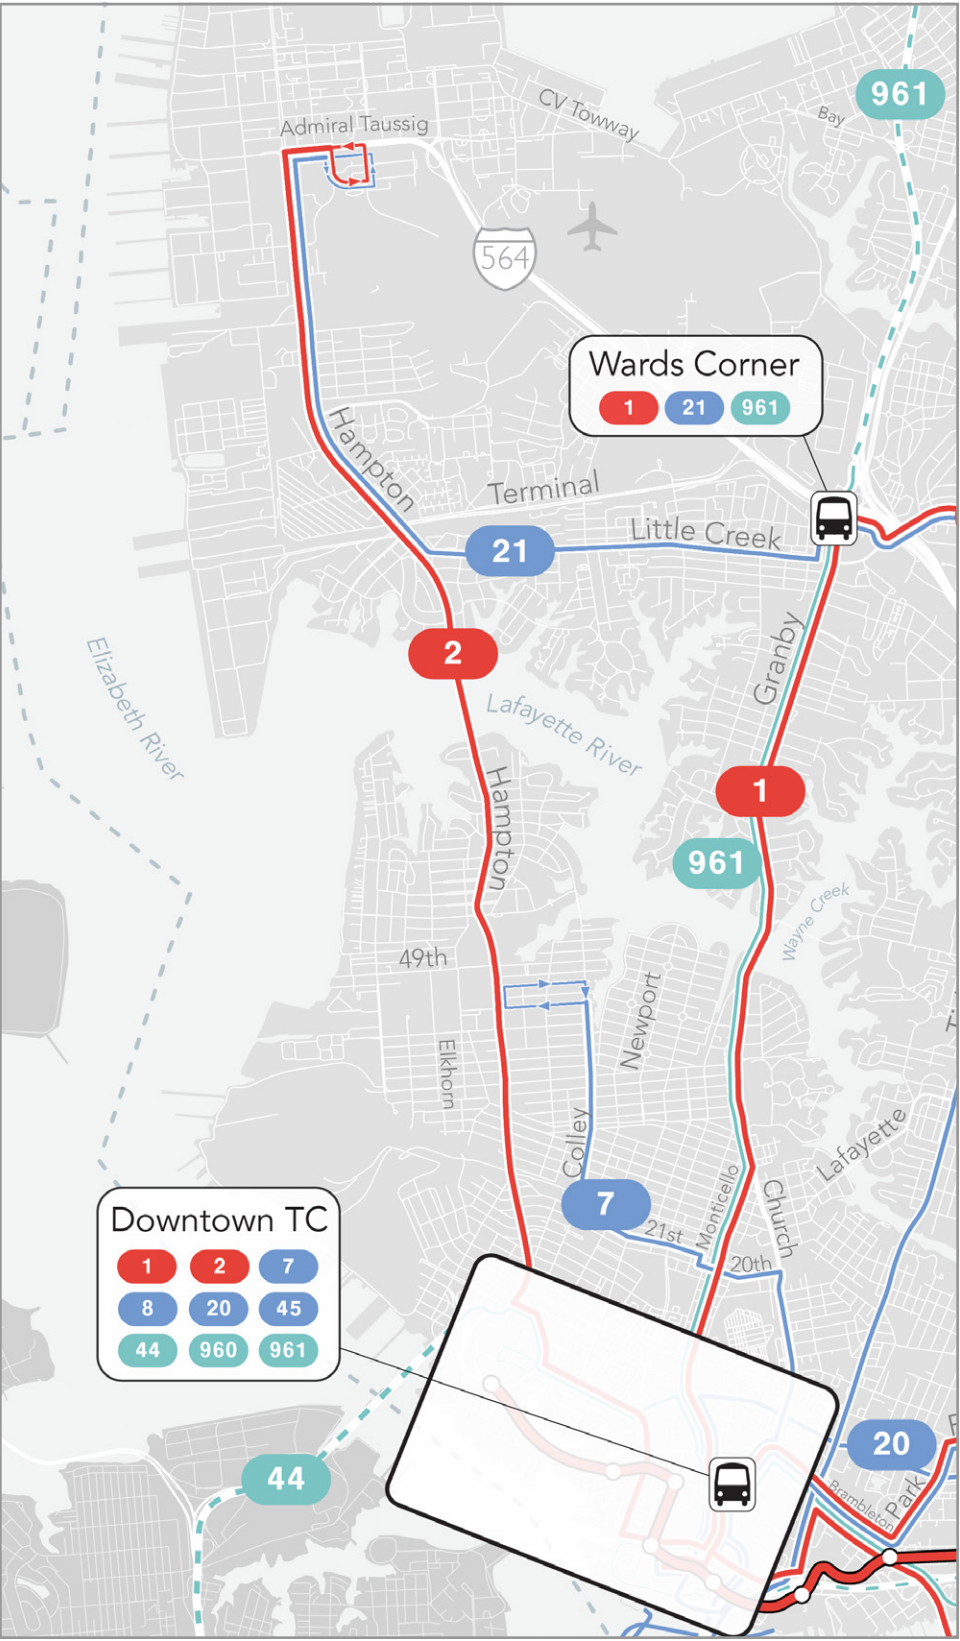 961
CV Towway
Bay
Admiral Taussig
564
Wards Corner
1 21 961
Hampton
Terminal
Little Creek
21
2
Granby
Elizabeth River
Lafayette River
Hampton
1
961
Wayne Creek
49th
Newport
Elkhorn
Colley
Lafayette
7
21st
Monticello
Church
20th
Downtown TC
1 2 7
8 20 45
44 960 961
20
44
Park
Brambleton